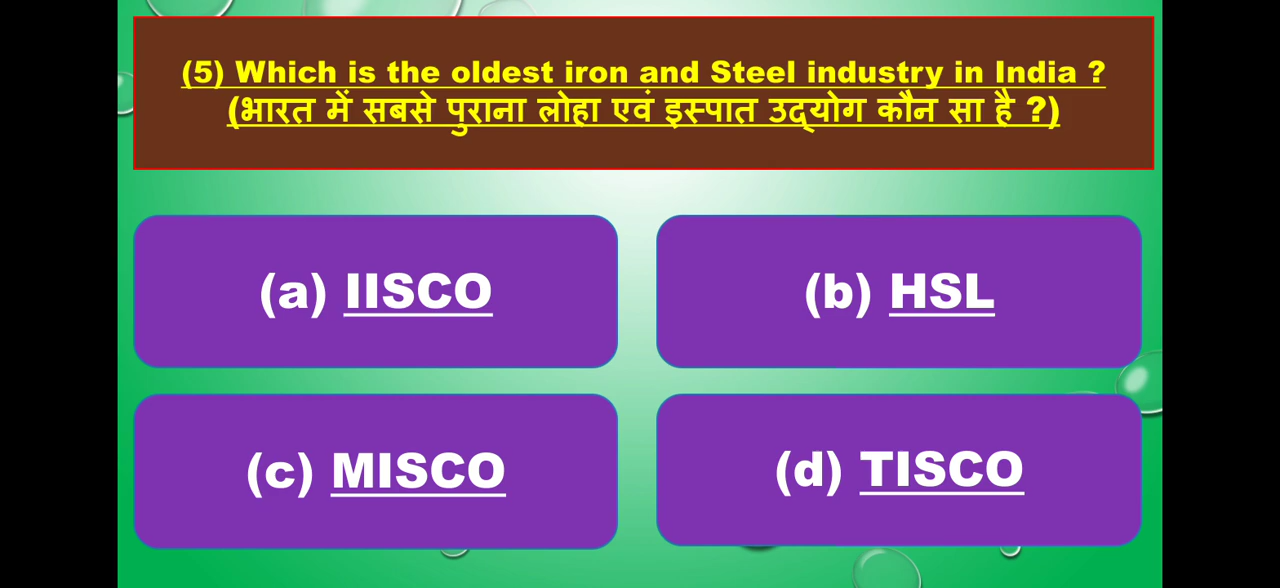 (5) Which is the oldest iron and Steel industry in India ?
(भारत में सबसे पुराना लोहा एवं इस्पात उद्योग कौन सा है ?)
(a) IISCO
(b) HSL
(c) MISCO
(d) TISCO